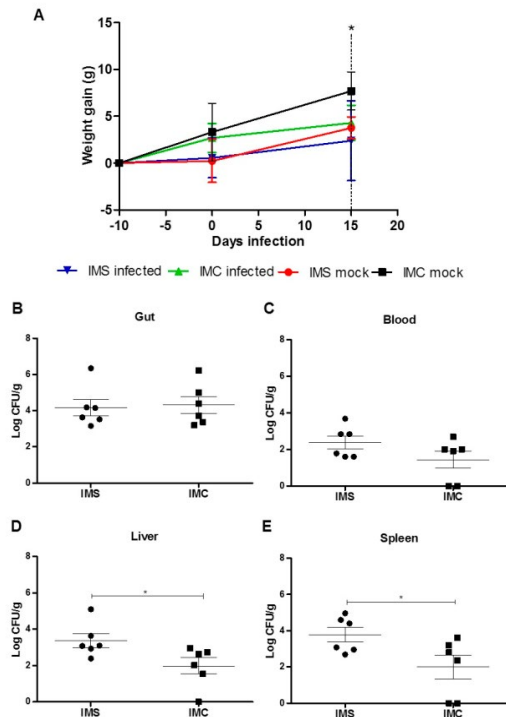 A
Weight gain (g)
15
10
5
0
-5
-10 -5 0 5 10 15 20
*
Days infection
IMS infected IMC infected IMS mock IMC mock
B
Gut
Log CFU/g
8
6
4
2
0
IMS IMC
C
Blood
Log CFU/g
8
6
4
2
0
IMS IMC
D
Liver
Log CFU/g
8
6
4
2
0
*
IMS IMC
E
Spleen
Log CFU/g
8
6
4
2
0
*
IMS IMC